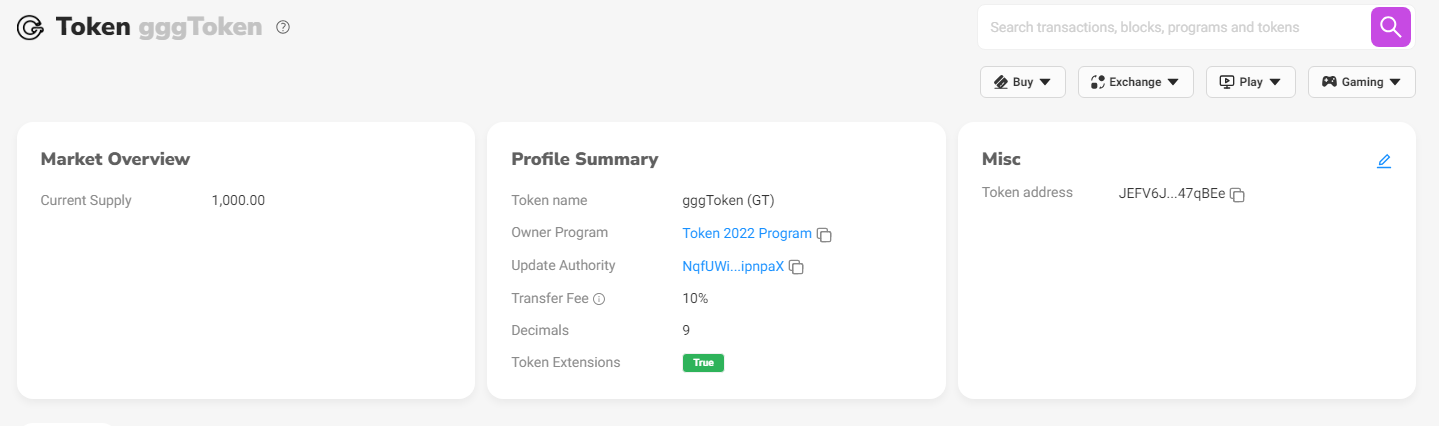 Token gggToken
Search transactions, blocks, programs and tokens
Buy
Exchange
Play
Gaming
Market Overview
Current Supply 1,000.00
Profile Summary
Token name gggToken (GT)
Owner Program Token 2022 Program
Update Authority NqfUWi...ipnpaX
Transfer Fee 10%
Decimals 9
Token Extensions True
Misc
Token address JEFV6J...47qBEe